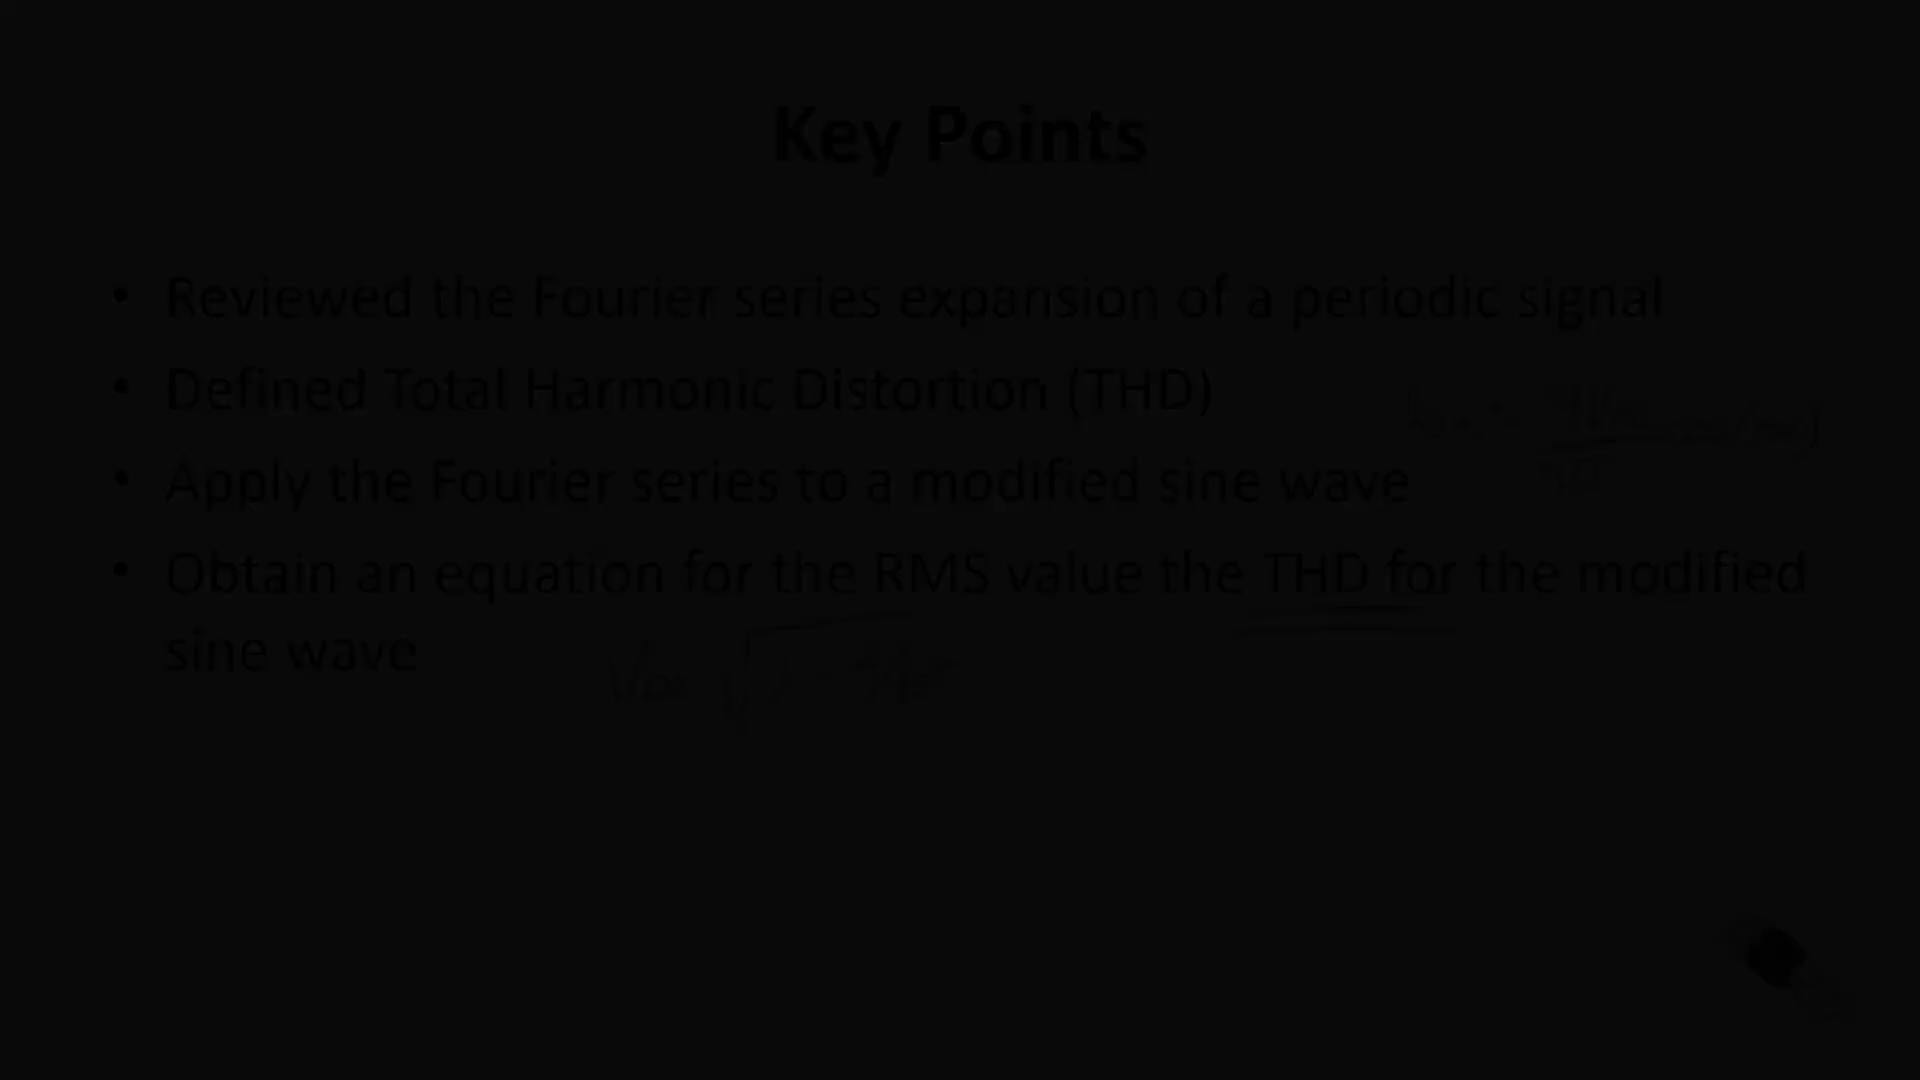 Key Points
• Reviewed the Fourier series expansion of a periodic signal
• Defined Total Harmonic Distortion (THD)
• Apply the Fourier series to a modified sine wave
• Obtain an equation for the RMS value the THD for the modified
sine wave